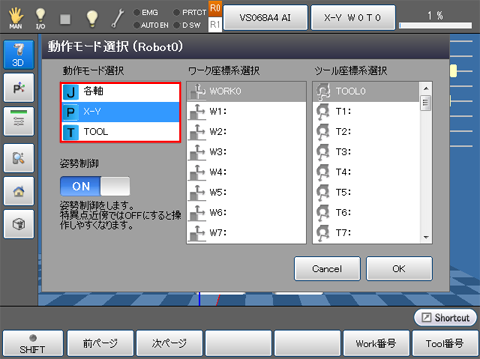 MAN
I/O
EMG
AUTO EN
PRTCT
D SW
R0
R1
VS068A4 AI
X-Y W 0 T 0
1 %
3D
動作モード選択 (Robot0)
動作モード選択
各軸
X-Y
TOOL
姿勢制御
ON
姿勢制御をします。
特異点近傍ではOFFにすると操
作しやすくなります。
ワーク座標系選択
WORK0
W1:
W2:
W3:
W4:
W5:
W6:
W7:
ツール座標系選択
TOOL0
T1:
T2:
T3:
T4:
T5:
T6:
T7:
Cancel
OK
Shortcut
SHIFT
前ページ
次ページ
Work番号
Tool番号